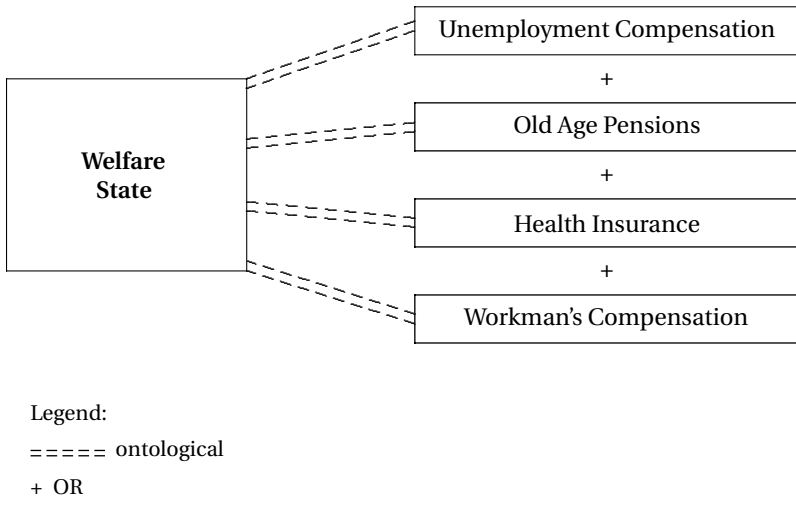 Unemployment Compensation
+
Old Age Pensions
+
Health Insurance
+
Workman's Compensation
Welfare
State
Legend:
===== ontological
+ OR